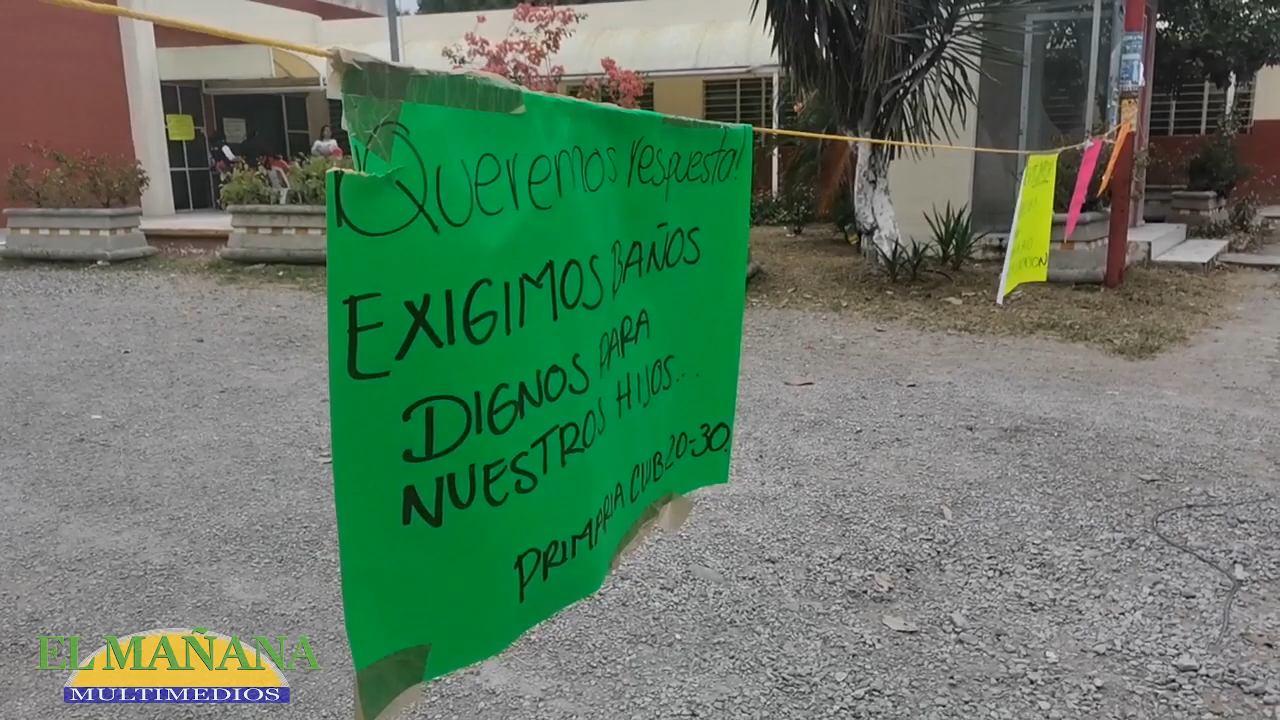 Queremos respuesta!
EXIGIMOS BAÑOS
DIGNOS PARA
NUESTROS HIJOS...
PRIMARIA CLUB 20-30.
EL MAÑANA
MULTIMEDIOS